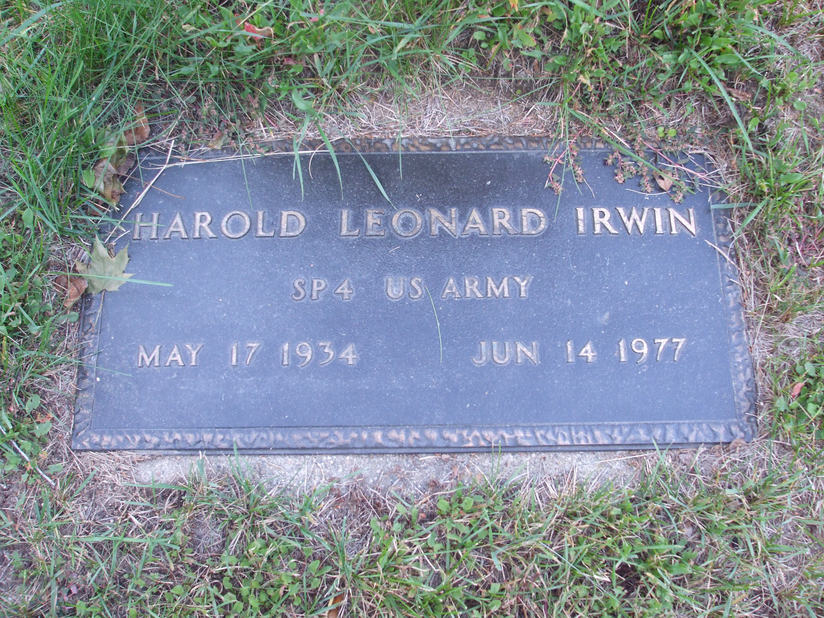 HAROLD LEONARD IRWIN
SP4 US ARMY
MAY 17 1934 JUN 14 1977